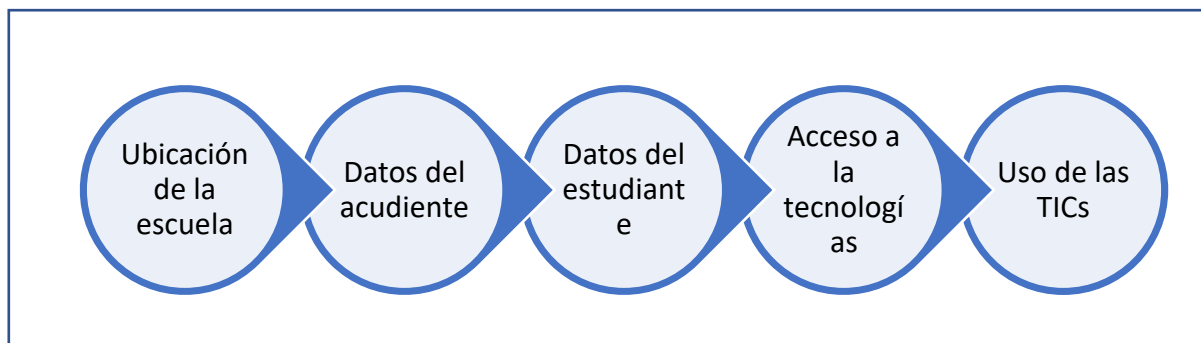 Ubicación
de la
escuela
Datos del
acudiente
Datos del
estudiant
e
Acceso a
la
tecnologí
as
Uso de las
TICs